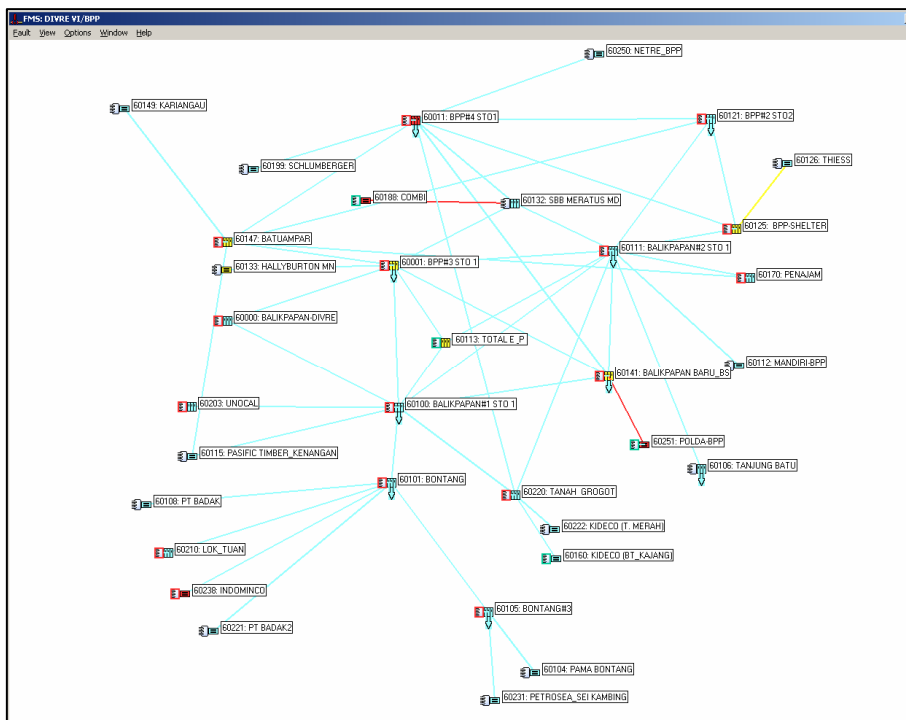 _FMS: DIVRE VI/BPP
Fault View Options Window Help
60250: NETRE_BPP
60149: KARIANGAU
60011: BPP#4 STO1
60121: BPP#2 STO2
60126: THIESS
60199: SCHLUMBERGER
60188: COMBI
60132: SBB MERATUS MD
60125: BPP-SHELTER
60147: BATUAMPAR
60111: BALIKPAPAN#2 STO 1
60133: HALLYBURTON MN
60001: BPP#3 STO 1
60170: PENAJAM
60000: BALIKPAPAN-DIVRE
60113: TOTAL E_P
60112: MANDIRI-BPP
60141: BALIKPAPAN BARU_BS
60203: UNOCAL
60100: BALIKPAPAN#1 STO 1
60251: POLDA-BPP
60115: PASIFIC TIMBER_KENANGAN
60106: TANJUNG BATU
60101: BONTANG
60220: TANAH GROGOT
60108: PT BADAK
60222: KIDECO (T. MERAH)
60210: LOK_TUAN
60160: KIDECO (BT_KAJANG)
60238: INDOMINCO
60105: BONTANG#3
60221: PT BADAK2
60104: PAMA BONTANG
60231: PETROSEA_SEI KAMBING